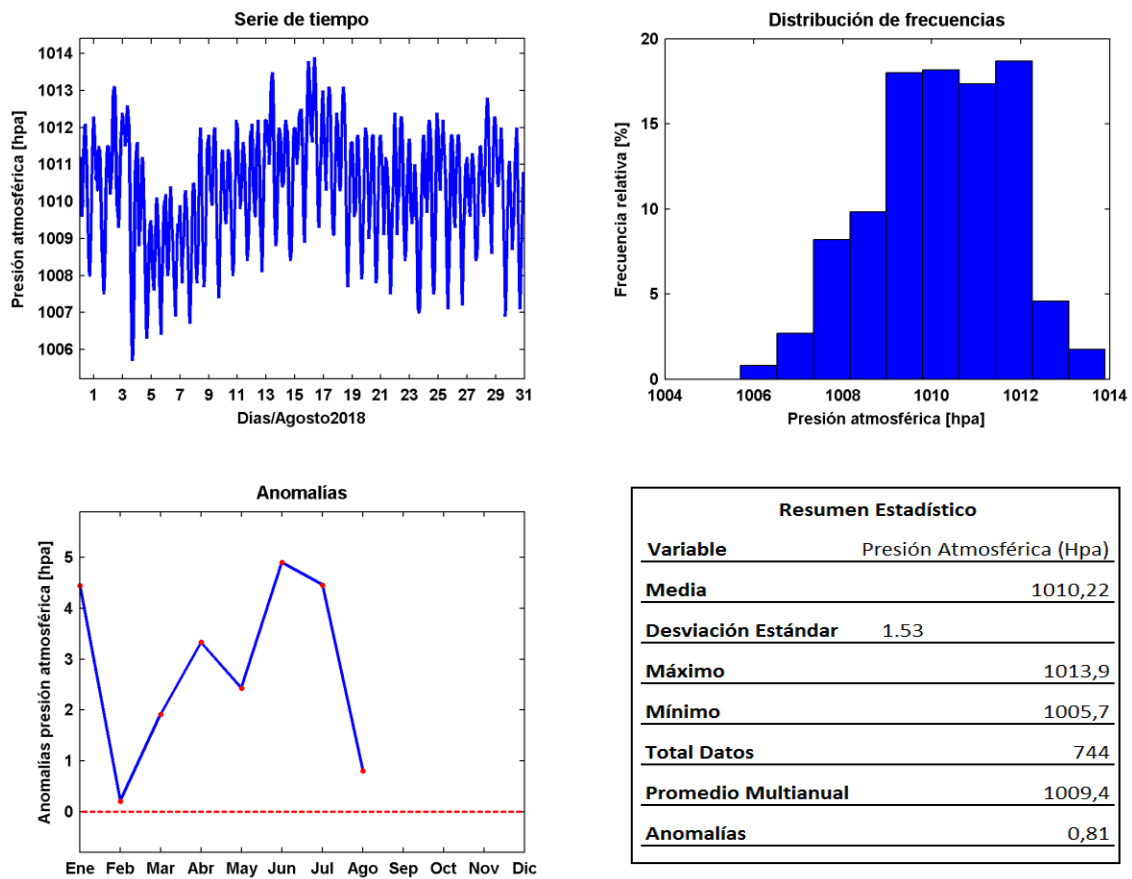 Serie de tiempo
1014
1013
1012
1011
1010
1009
1008
1007
1006
Presión atmosférica [hpa]
1 3 5 7 9 11 13 15 17 19 21 23 25 27 29 31
Días/Agosto2018
Distribución de frecuencias
20
15
10
5
0
Frecuencia relativa [%]
1004 1006 1008 1010 1012 1014
Presión atmosférica [hpa]
Anomalías
5
4
3
2
1
0
Anomalías presión atmosférica [hpa]
Ene Feb Mar Abr May Jun Jul Ago Sep Oct Nov Dic
Resumen Estadístico
Variable Presión Atmosférica (Hpa)
Media 1010,22
Desviación Estándar 1.53
Máximo 1013,9
Mínimo 1005,7
Total Datos 744
Promedio Multianual 1009,4
Anomalías 0,81